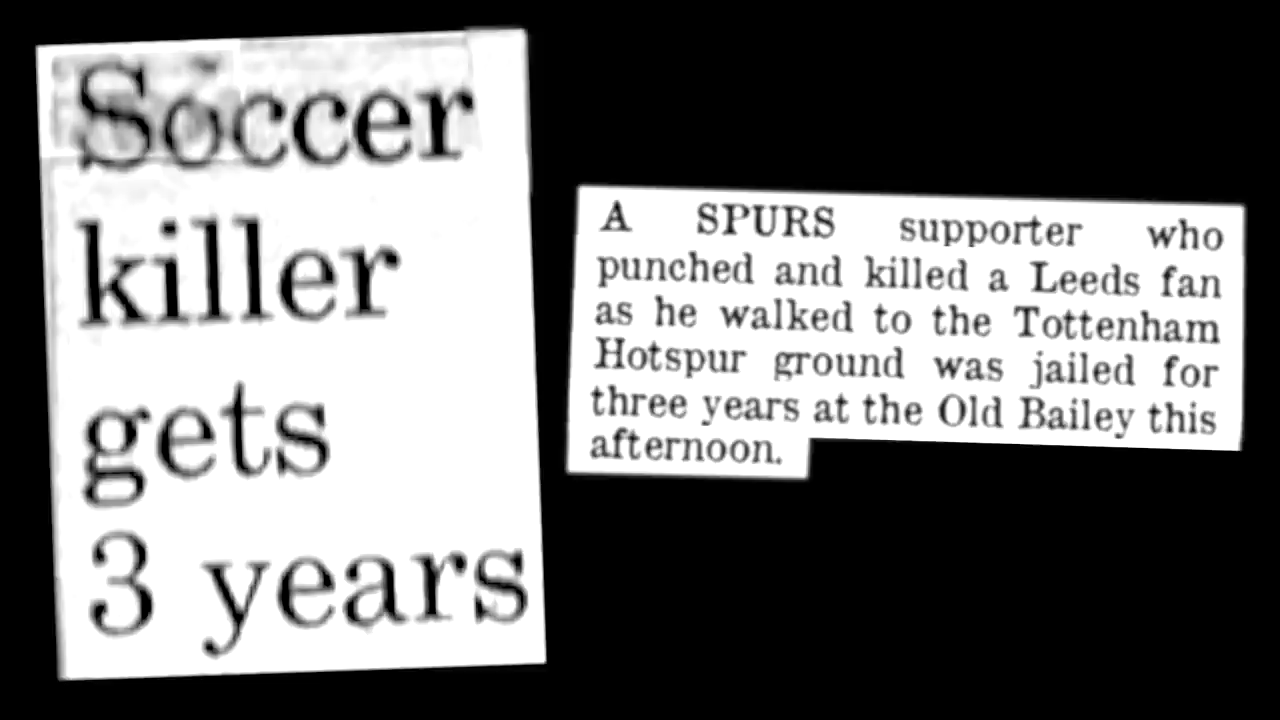 Soccer
killer
gets
3 years
A SPURS supporter who
punched and killed a Leeds fan
as he walked to the Tottenham
Hotspur ground was jailed for
three years at the Old Bailey this
afternoon.